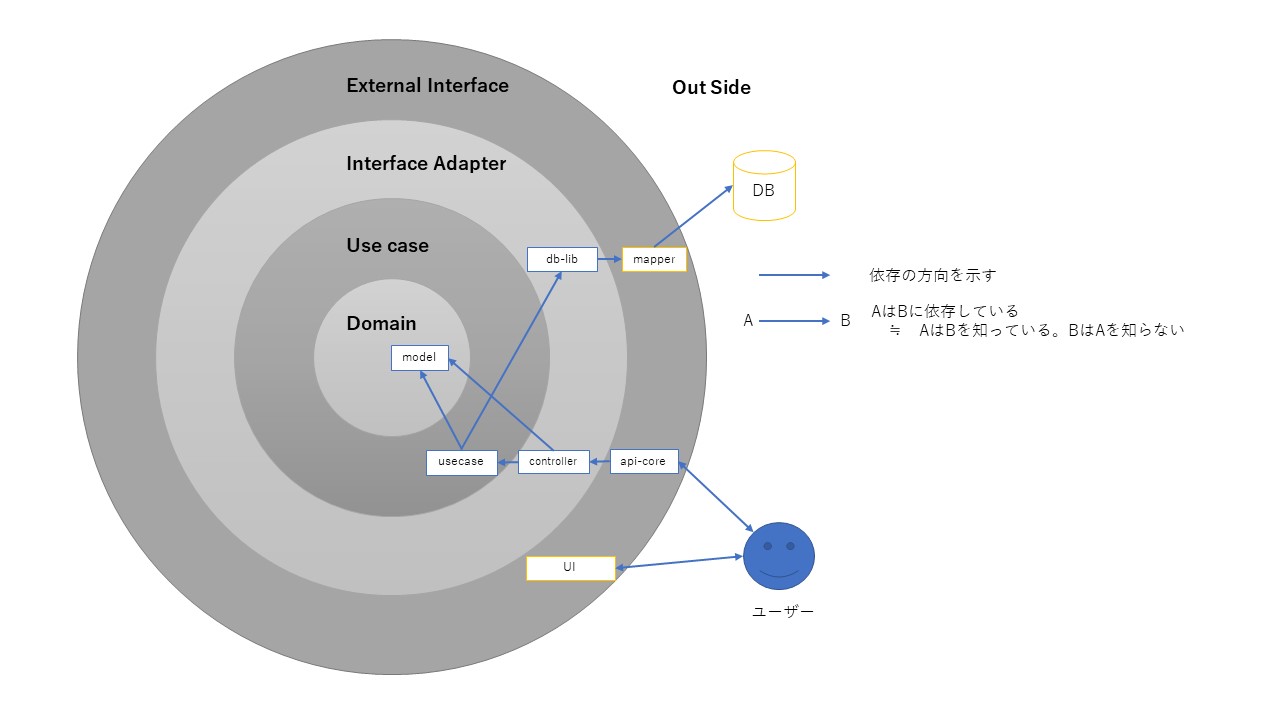 External Interface
Out Side
Interface Adapter
DB
Use case
db-lib
mapper
依存の方向を示す
AはBに依存している
A
B
≒ AはBを知っている。BはAを知らない
Domain
model
usecase
controller
api-core
UI
ユーザー